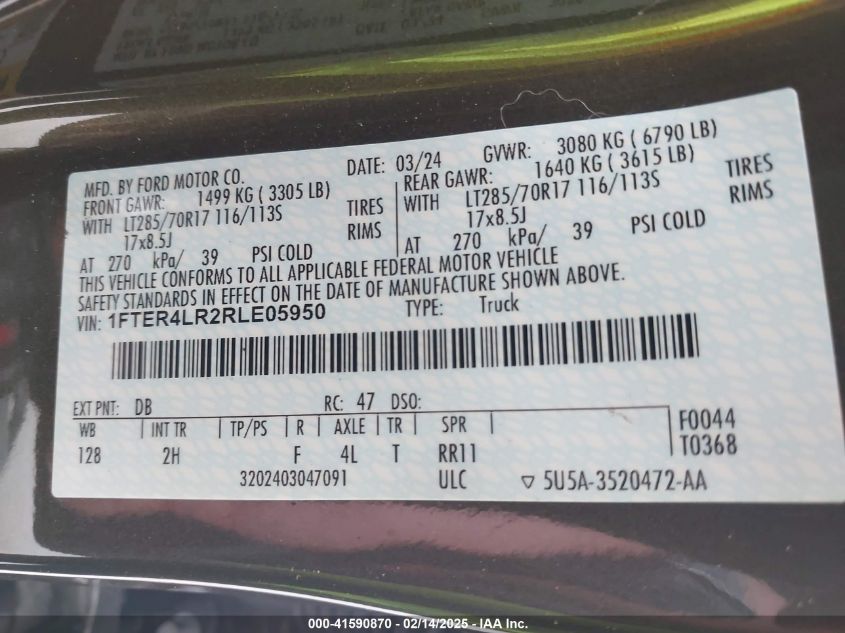 MFD. BY FORD MOTOR CO. DATE: 03/24 GVWR: 3080 KG ( 6790 LB)
FRONT GAWR: 1499 KG ( 3305 LB) REAR GAWR: 1640 KG ( 3615 LB)
WITH LT285/70R17 116/113S TIRES WITH LT285/70R17 116/113S TIRES
17x8.5J RIMS 17x8.5J RIMS
AT 270 kPa/ 39 PSI COLD AT 270 kPa/ 39 PSI COLD
THIS VEHICLE CONFORMS TO ALL APPLICABLE FEDERAL MOTOR VEHICLE
SAFETY STANDARDS IN EFFECT ON THE DATE OF MANUFACTURE SHOWN ABOVE.
VIN: 1FTER4LR2RLE05950 TYPE: Truck
EXT PNT: DB RC: 47 DSO:
WB INT TR TP/PS R AXLE TR SPR F0044
128 2H F 4L T RR11 T0368
3202403047091 ULC ▽ 5U5A-3520472-AA
000-41590870 - 02/14/2025 - IAA Inc.